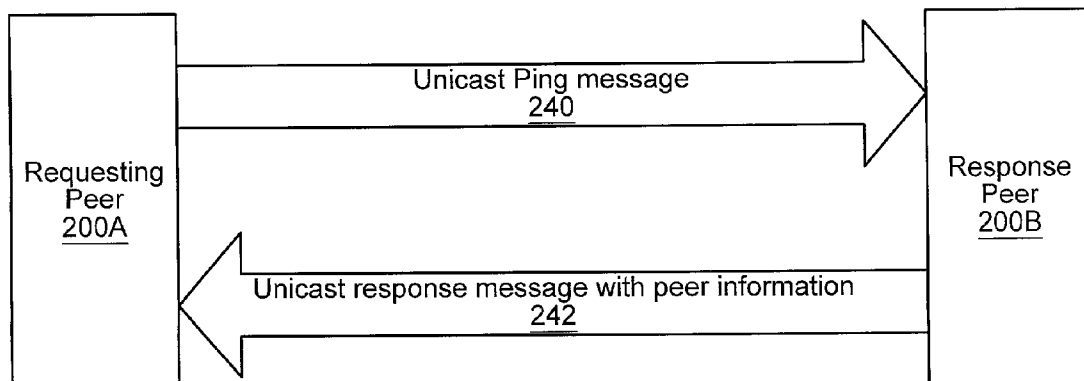 Unicast Ping message
240
Requesting
Peer
200A
Response
Peer
200B
Unicast response message with peer information
242